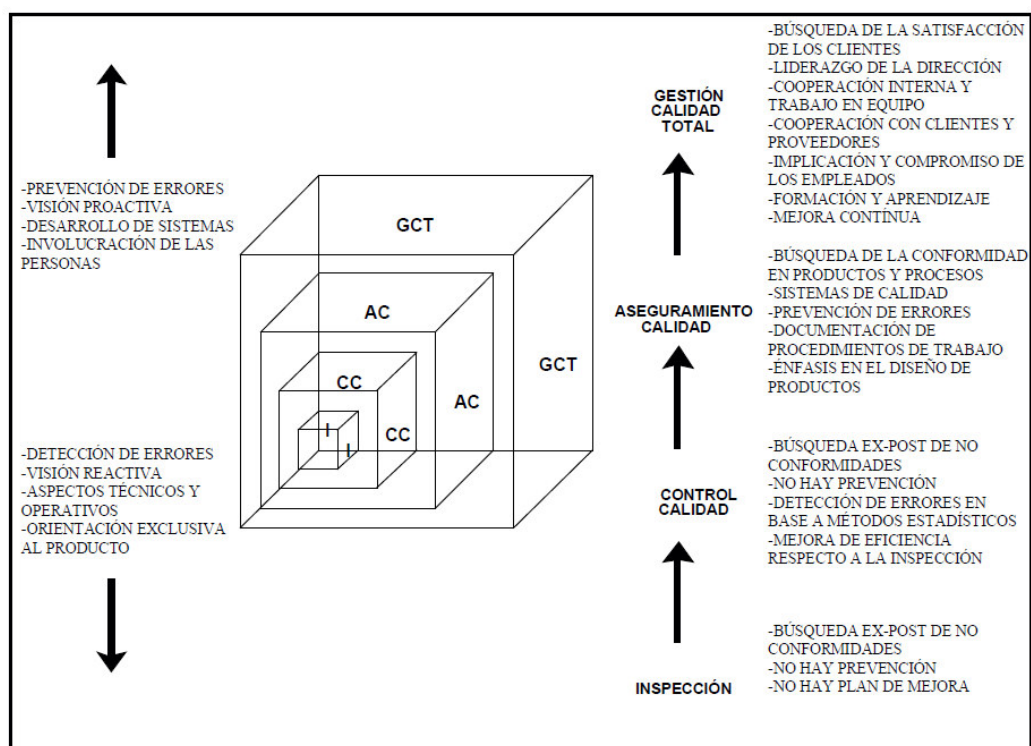 -PREVENCIÓN DE ERRORES
-VISIÓN PROACTIVA
-DESARROLLO DE SISTEMAS
-INVOLUCRACIÓN DE LAS
PERSONAS
-DETECCIÓN DE ERRORES
-VISIÓN REACTIVA
-ASPECTOS TÉCNICOS Y
OPERATIVOS
-ORIENTACIÓN EXCLUSIVA
AL PRODUCTO
GCT
AC
GCT
CC
AC
CC
I
I
GESTIÓN
CALIDAD
TOTAL
-BÚSQUEDA DE LA SATISFACCIÓN
DE LOS CLIENTES
-LIDERAZGO DE LA DIRECCIÓN
-COOPERACIÓN INTERNA Y
TRABAJO EN EQUIPO
-COOPERACIÓN CON CLIENTES Y
PROVEEDORES
-IMPLICACIÓN Y COMPROMISO DE
LOS EMPLEADOS
-FORMACIÓN Y APRENDIZAJE
-MEJORA CONTÍNUA
ASEGURAMIENTO
CALIDAD
-BÚSQUEDA DE LA CONFORMIDAD
EN PRODUCTOS Y PROCESOS
-SISTEMAS DE CALIDAD
-PREVENCIÓN DE ERRORES
-DOCUMENTACIÓN DE
PROCEDIMIENTOS DE TRABAJO
-ÉNFASIS EN EL DISEÑO DE
PRODUCTOS
CONTROL
CALIDAD
-BÚSQUEDA EX-POST DE NO
CONFORMIDADES
-NO HAY PREVENCIÓN
-DETECCIÓN DE ERRORES EN
BASE A MÉTODOS ESTADÍSTICOS
-MEJORA DE EFICIENCIA
RESPECTO A LA INSPECCIÓN
INSPECCIÓN
-BÚSQUEDA EX-POST DE NO
CONFORMIDADES
-NO HAY PREVENCIÓN
-NO HAY PLAN DE MEJORA